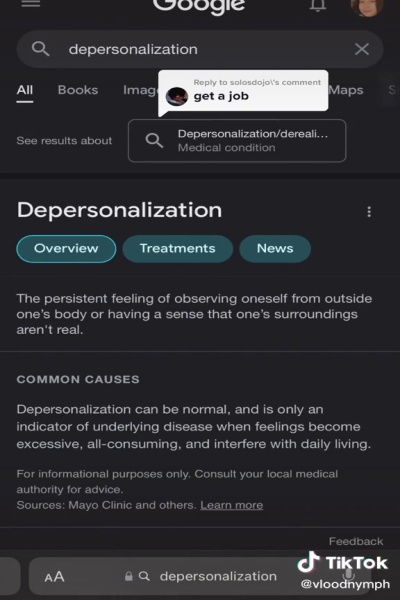 Google
depersonalization
All Books Imag Maps
Reply to solosdojo\'s comment
get a job
See results about
Depersonalization/dereali...
Medical condition
Depersonalization
Overview Treatments News
The persistent feeling of observing oneself from outside
one's body or having a sense that one's surroundings
aren't real.
COMMON CAUSES
Depersonalization can be normal, and is only an
indicator of underlying disease when feelings become
excessive, all-consuming, and interfere with daily living.
For informational purposes only. Consult your local medical
authority for advice.
Sources: Mayo Clinic and others. Learn more
Feedback
TikTok
AA depersonalization
@vloodnymph